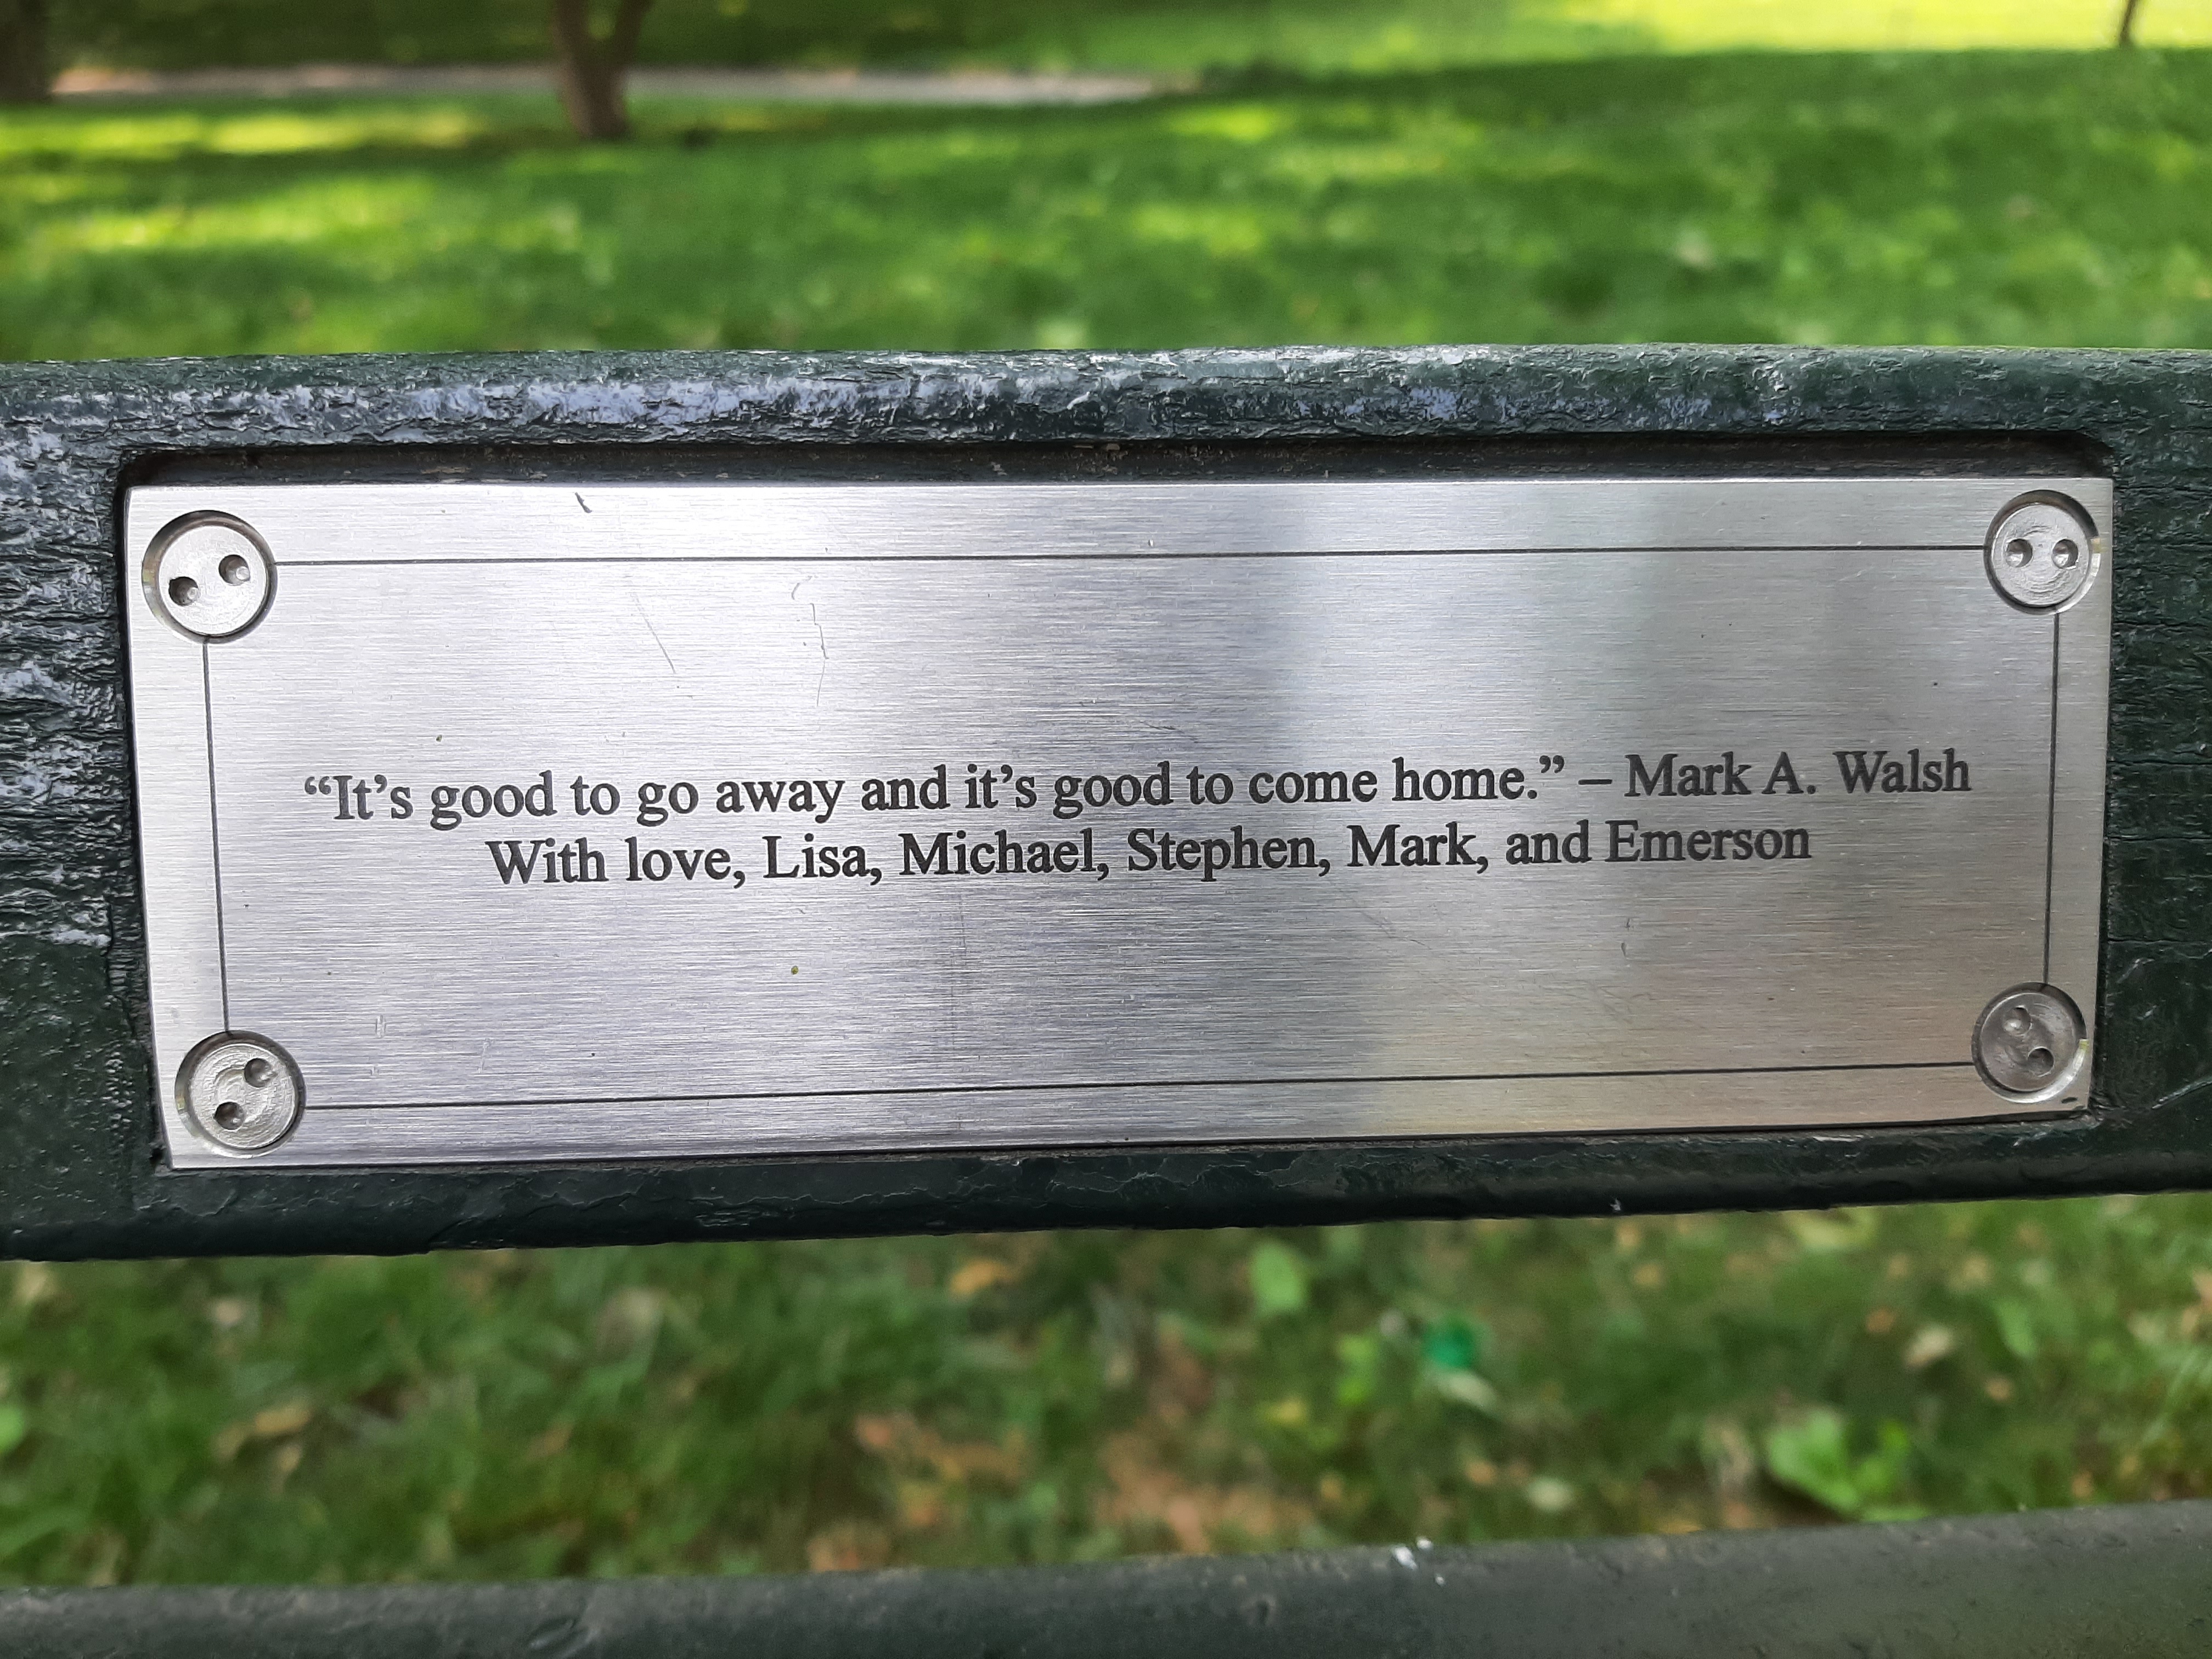 “It’s good to go away and it’s good to come home.” – Mark A. Walsh
With love, Lisa, Michael, Stephen, Mark, and Emerson